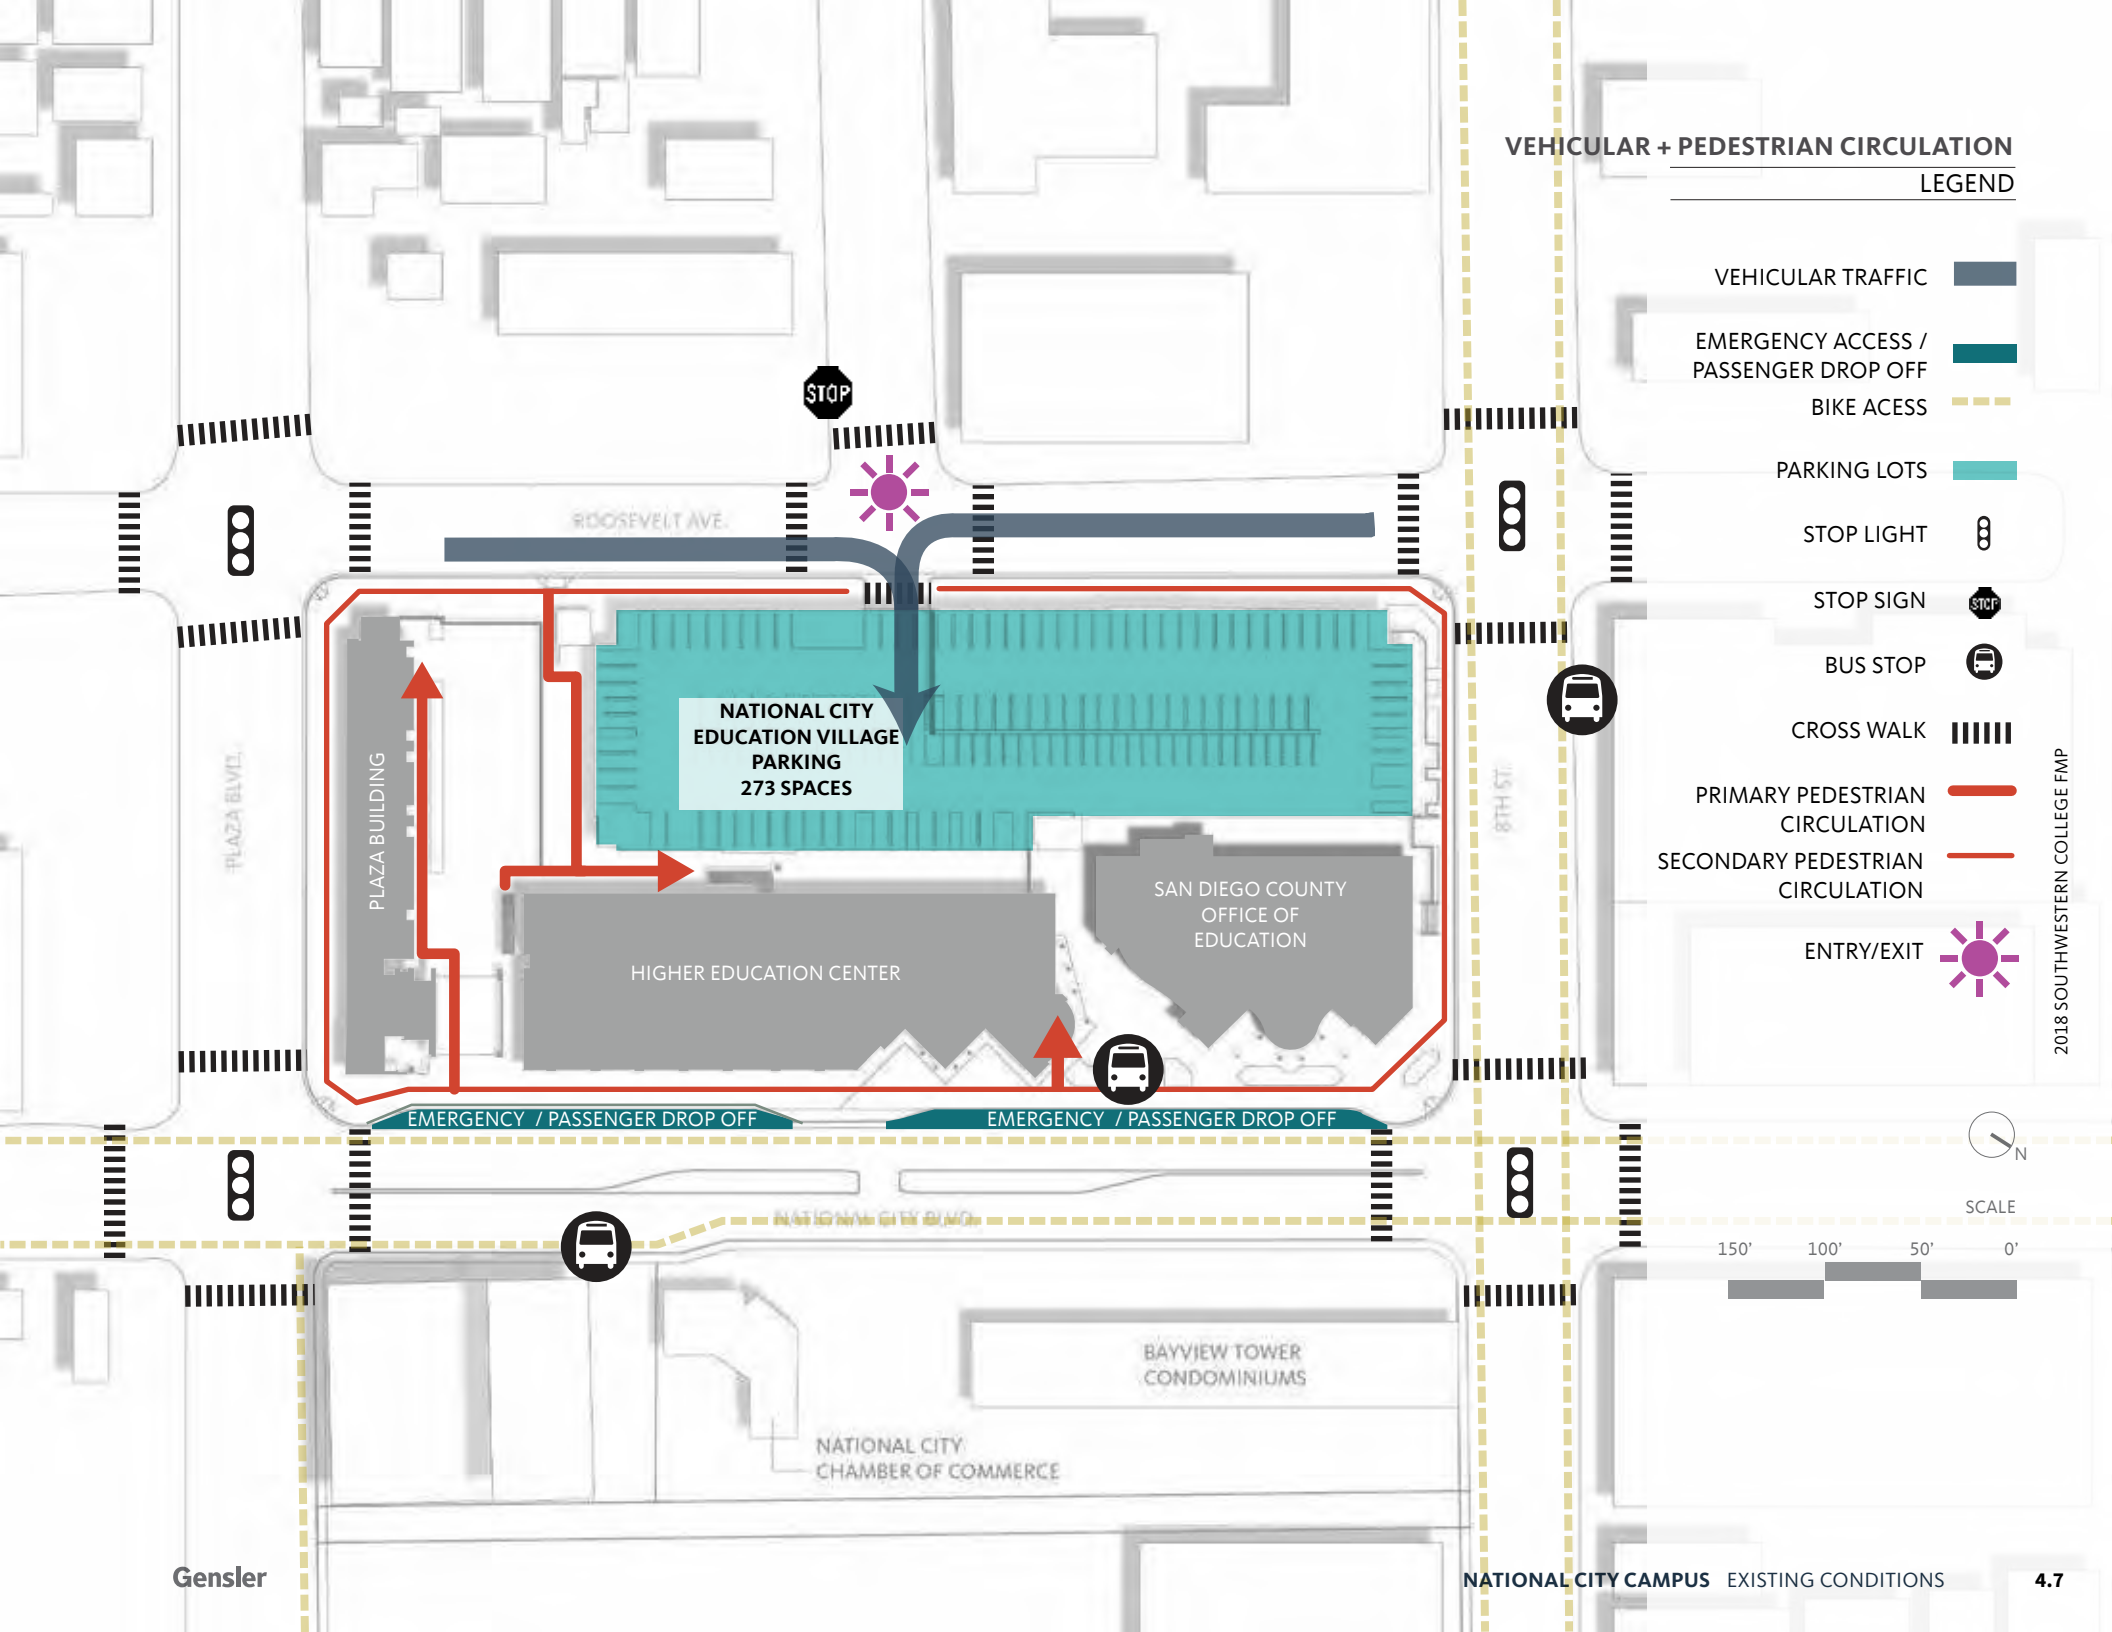 VEHICULAR + PEDESTRIAN CIRCULATION
LEGEND
VEHICULAR TRAFFIC
EMERGENCY ACCESS /
PASSENGER DROP OFF
BIKE ACESS
PARKING LOTS
STOP LIGHT
STOP SIGN
STOP
BUS STOP
CROSS WALK
PRIMARY PEDESTRIAN
CIRCULATION
SECONDARY PEDESTRIAN
CIRCULATION
ENTRY/EXIT
2018 SOUTHWESTERN COLLEGE FMP
N
SCALE
150' 100' 50' 0'
STOP
ROOSEVELT AVE.
NATIONAL CITY
EDUCATION VILLAGE
PARKING
273 SPACES
PLAZA BLVD.
PLAZA BUILDING
8TH ST.
SAN DIEGO COUNTY
OFFICE OF
EDUCATION
HIGHER EDUCATION CENTER
EMERGENCY / PASSENGER DROP OFF
EMERGENCY / PASSENGER DROP OFF
NATIONAL CITY BLVD.
BAYVIEW TOWER
CONDOMINIUMS
NATIONAL CITY
CHAMBER OF COMMERCE
Gensler
NATIONAL CITY CAMPUS EXISTING CONDITIONS 4.7